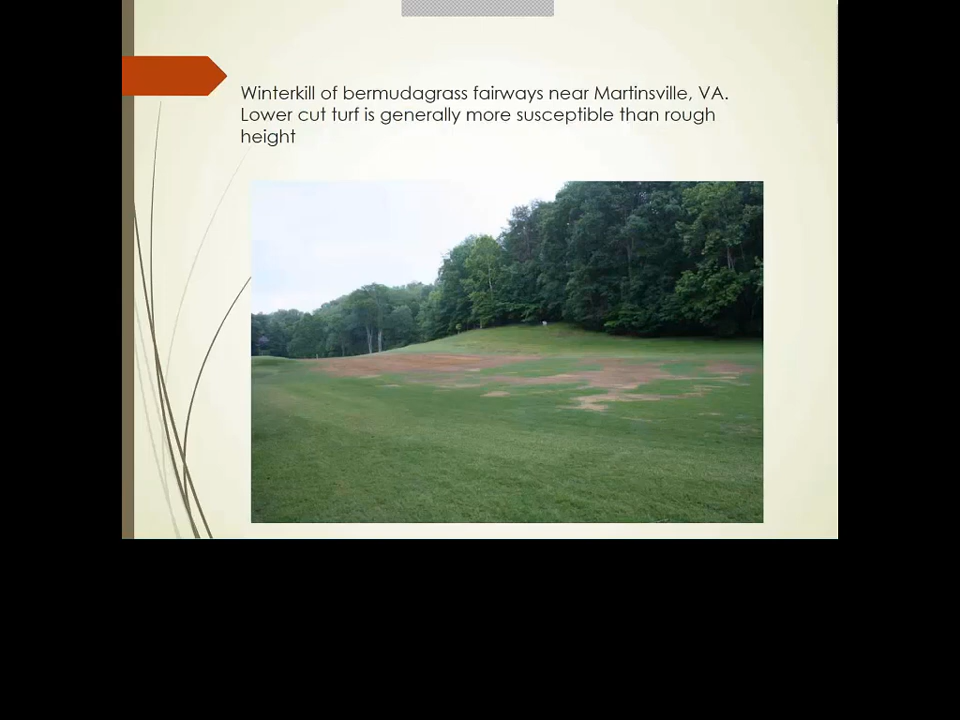 Winterkill of bermudagrass fairways near Martinsville, VA.
Lower cut turf is generally more susceptible than rough
height